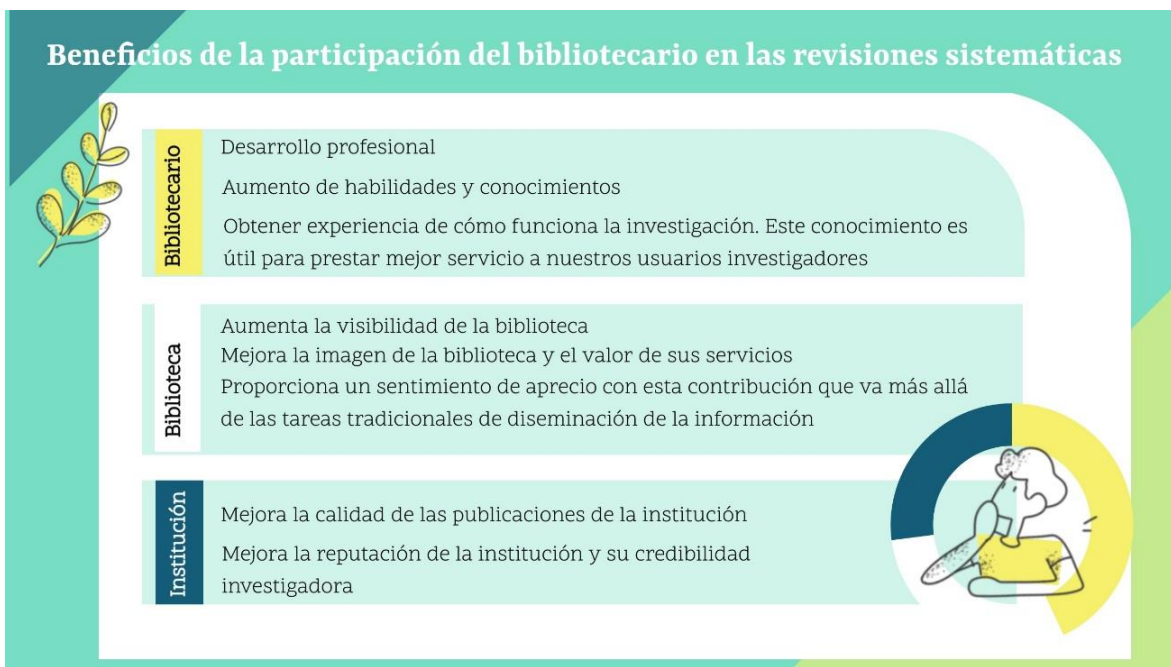 Beneficios de la participación del bibliotecario en las revisiones sistemáticas
Bibliotecario
Desarrollo profesional
Aumento de habilidades y conocimientos
Obtener experiencia de cómo funciona la investigación. Este conocimiento es
útil para prestar mejor servicio a nuestros usuarios investigadores
Biblioteca
Aumenta la visibilidad de la biblioteca
Mejora la imagen de la biblioteca y el valor de sus servicios
Proporciona un sentimiento de aprecio con esta contribución que va más allá
de las tareas tradicionales de diseminación de la información
Institución
Mejora la calidad de las publicaciones de la institución
Mejora la reputación de la institución y su credibilidad
investigadora